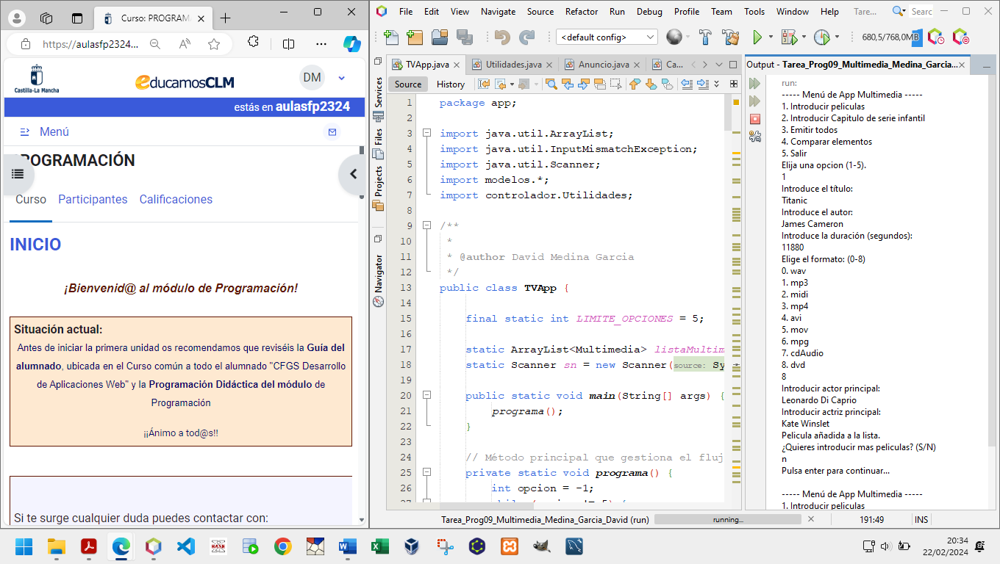 Curso: PROGRAMA
https://aulasfp2324...
Castilla-La Mancha
educamosCLM
DM
estás en aulasfp2324
Menú
PROGRAMACIÓN
Curso Participantes Calificaciones
INICIO
¡Bienvenid@ al módulo de Programación!
Situación actual:
Antes de iniciar la primera unidad os recomendamos que reviséis la Guía del
alumnado, ubicada en el Curso común a todo el alumnado "CFGS Desarrollo
de Aplicaciones Web" y la Programación Didáctica del módulo de
Programación
¡¡Ánimo a tod@s!!
Si te surge cualquier duda puedes contactar con:
File Edit View Navigate Source Refactor Run Debug Profile Team Tools Window Help Tare... Searc
<default config> 680,5/768,0MB
TVApp.java Utilidades.java Anuncio.java Ca...
Source History
Services
Files
Projects
Navigator
1 package app;
2
3 import java.util.ArrayList;
4 import java.util.InputMismatchException;
5 import java.util.Scanner;
6 import modelos.*;
7 import controlador.Utilidades;
8
9 /**
10 *
11 * @author David Medina Garcia
12 */
13 public class TVApp {
14
15 final static int LIMITE_OPCIONES = 5;
16
17 static ArrayList<Multimedia> listaMultim
18 static Scanner sn = new Scanner(source: Sy
19
20 public static void main(String[] args) {
21 programa();
22 }
23
24 // Método principal que gestiona el fluj
25 private static void programa() {
26 int opcion = -1;
Output - Tarea_Prog09_Multimedia_Medina_Garcia...
run:
----- Menú de App Multimedia -----
1. Introducir peliculas
2. Introducir Capitulo de serie infantil
3. Emitir todos
4. Comparar elementos
5. Salir
Elija una opcion (1-5).
1
Introduce el título:
Titanic
Introduce el autor:
James Cameron
Introduce la duración (segundos):
11880
Elige el formato: (0-8)
0. wav
1. mp3
2. midi
3. mp4
4. avi
5. mov
6. mpg
7. cdAudio
8. dvd
8
Introducir actor principal:
Leonardo Di Caprio
Introducir actriz principal:
Kate Winslet
Pelicula añadida a la lista.
¿Quieres introducir mas peliculas? (S/N)
n
Pulsa enter para continuar...
----- Menú de App Multimedia -----
1. Introducir peliculas
Tarea_Prog09_Multimedia_Medina_Garcia_David (run) running... 191:49 INS
20:34
22/02/2024